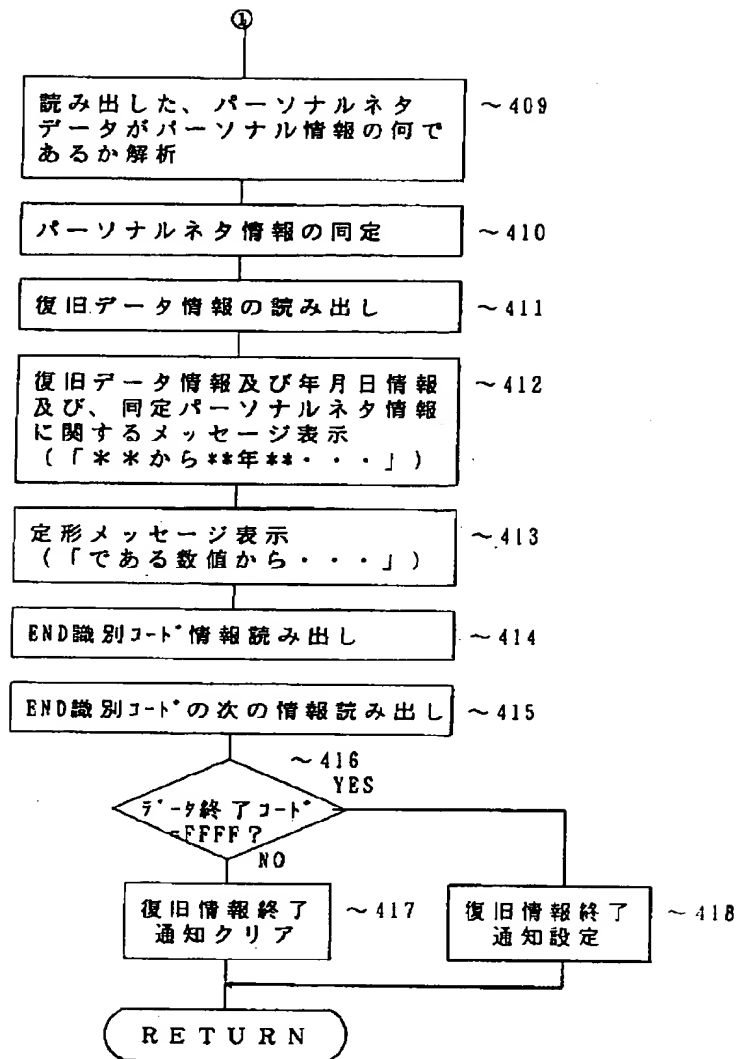 ①
読み出した、パーソナルネタ ~409
データがパーソナル情報の何で
あるか解析
パーソナルネタ情報の同定 ~410
復旧データ情報の読み出し ~411
復旧データ情報及び年月日情報 ~412
及び、同定パーソナルネタ情報
に関するメッセージ表示
(「**から**年**・・・」)
定形メッセージ表示 ~413
(「である数値から・・・」)
END識別コード情報読み出し ~414
END識別コードの次の情報読み出し ~415
~416
YES
データ終了コード
=FFFF?
NO
復旧情報終了 ~417
通知クリア
復旧情報終了 ~418
通知設定
RETURN